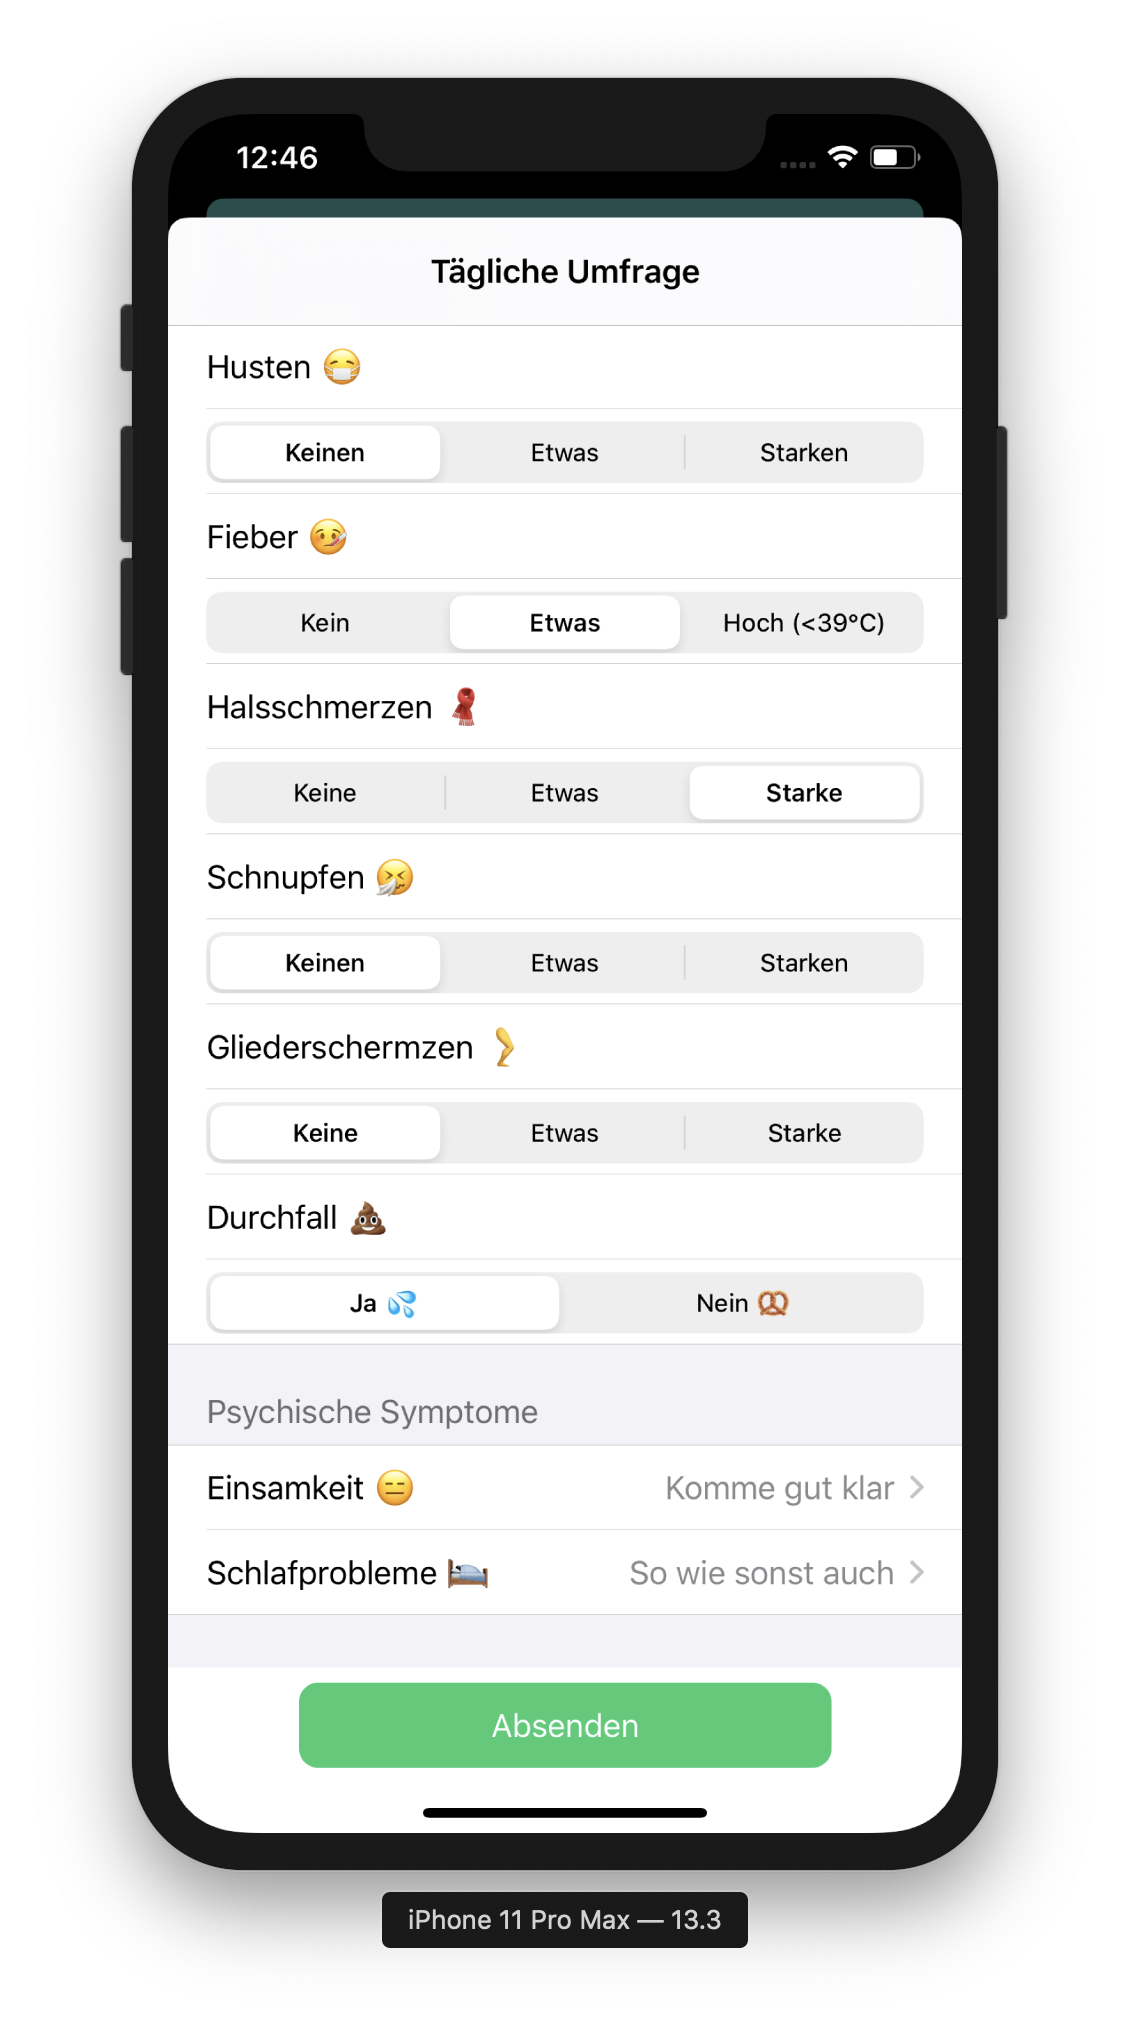 12:46
Tägliche Umfrage
Husten 😷
Keinen Etwas Starken
Fieber 🤒
Kein Etwas Hoch (<39°C)
Halsschmerzen 🧣
Keine Etwas Starke
Schnupfen 🤧
Keinen Etwas Starken
Gliederschermzen 🦵
Keine Etwas Starke
Durchfall 💩
Ja 💦 Nein 🥨
Psychische Symptome
Einsamkeit 😑 Komme gut klar
Schlafprobleme 🛏️ So wie sonst auch
Absenden
iPhone 11 Pro Max — 13.3